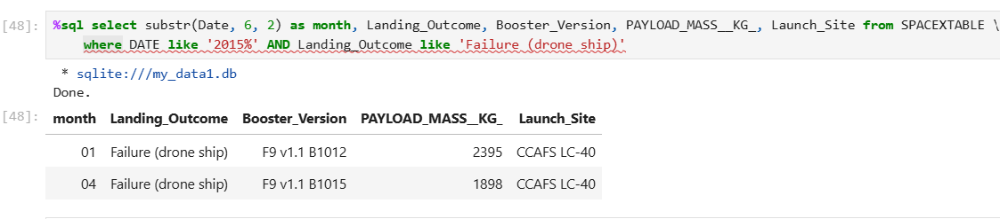 [48]: %sql select substr(Date, 6, 2) as month, Landing_Outcome, Booster_Version, PAYLOAD_MASS__KG_, Launch_Site from SPACEXTABLE \
where DATE like '2015%' AND Landing_Outcome like 'Failure (drone ship)'
* sqlite:///my_data1.db
Done.
[48]: month Landing_Outcome Booster_Version PAYLOAD_MASS__KG_ Launch_Site
01 Failure (drone ship) F9 v1.1 B1012 2395 CCAFS LC-40
04 Failure (drone ship) F9 v1.1 B1015 1898 CCAFS LC-40